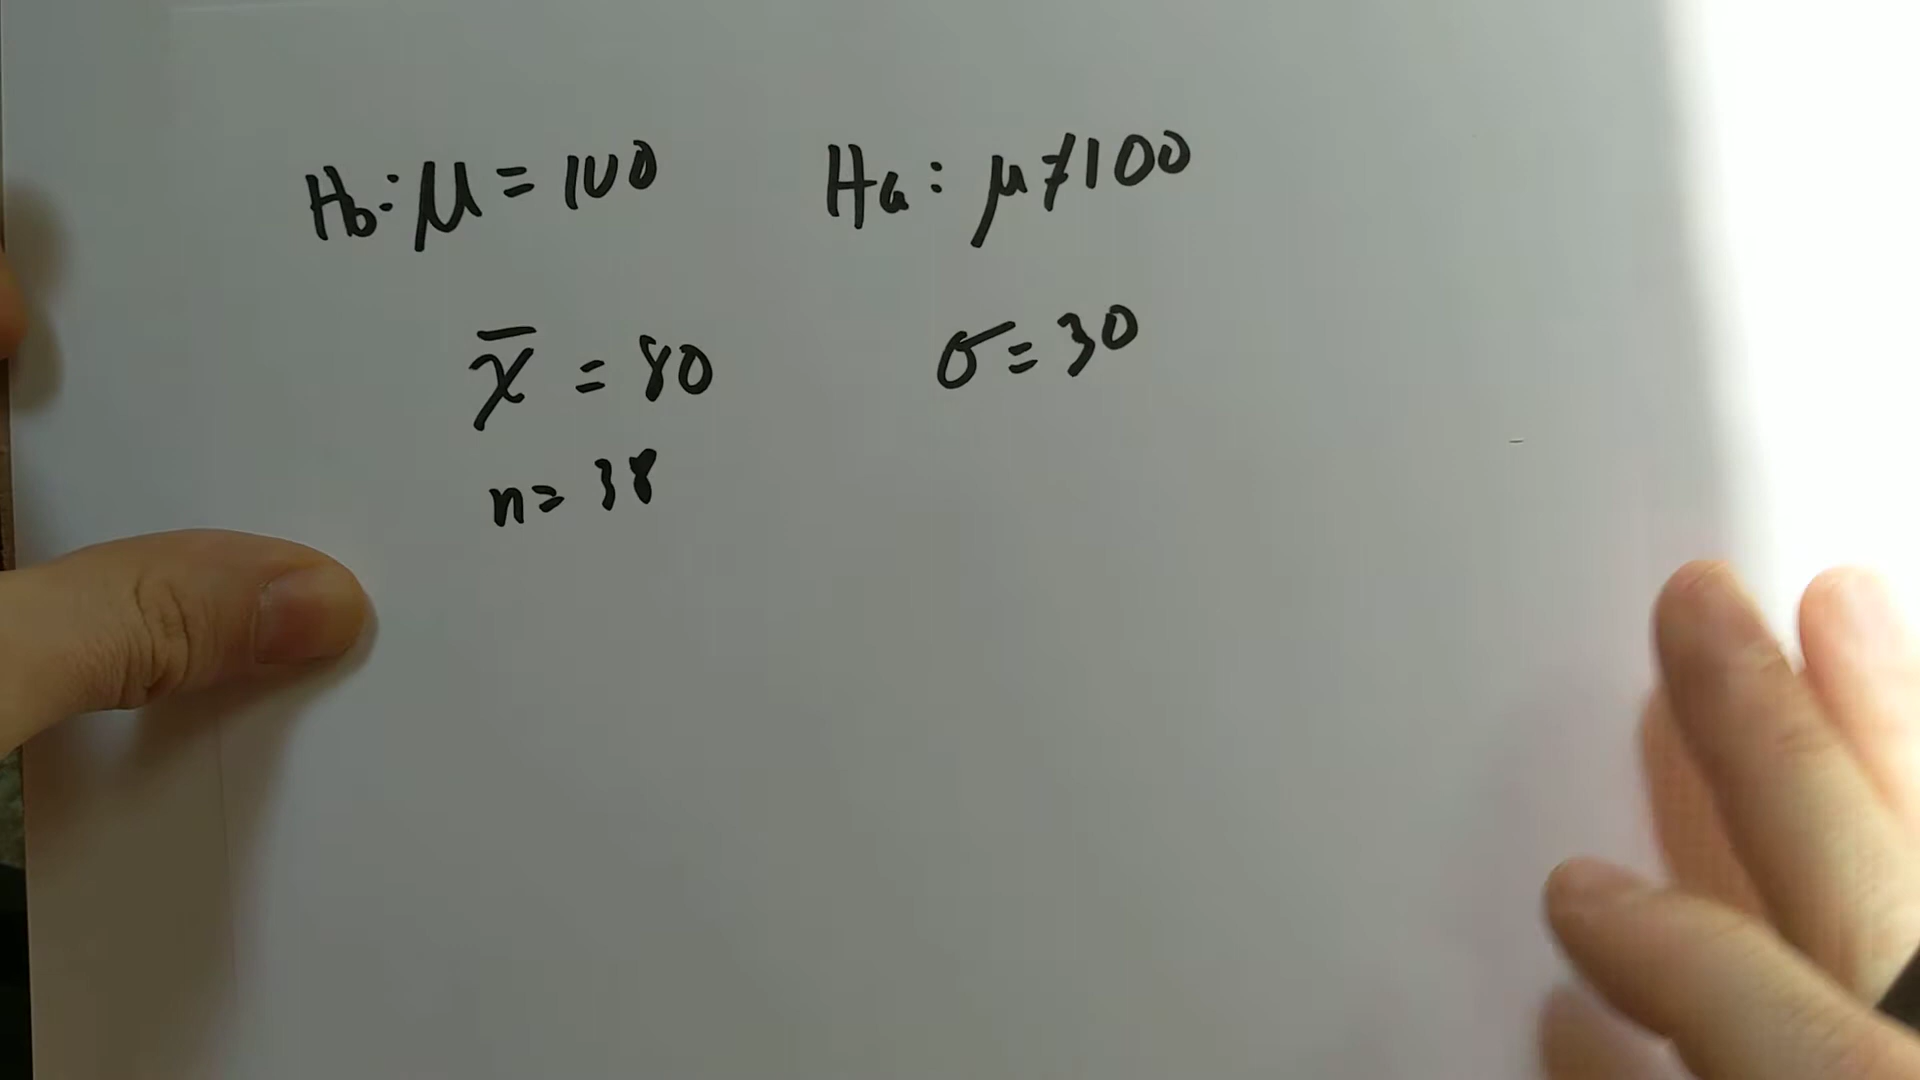 H₀: μ = 100 Ha: μ ≠ 100
x̄ = 80 σ = 30
n = 38